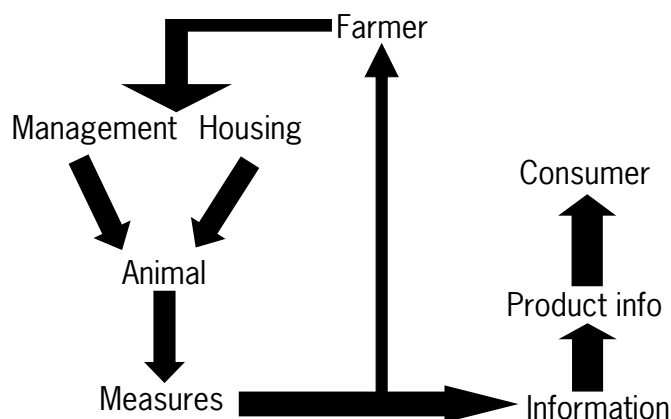 Farmer
Management Housing
Consumer
Animal
Product info
Measures
Information